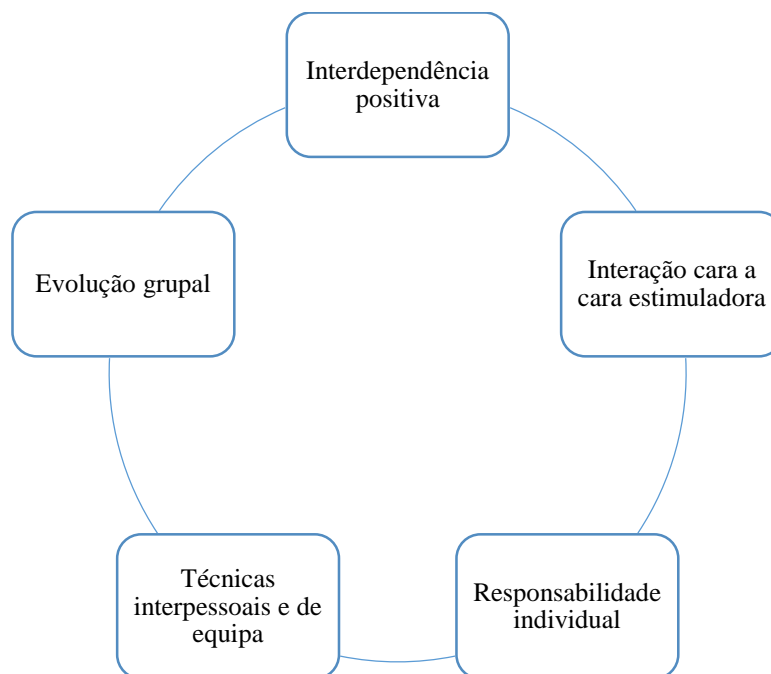 Interdependência
positiva
Interação cara a
cara estimuladora
Responsabilidade
individual
Técnicas
interpessoais e de
equipa
Evolução grupal